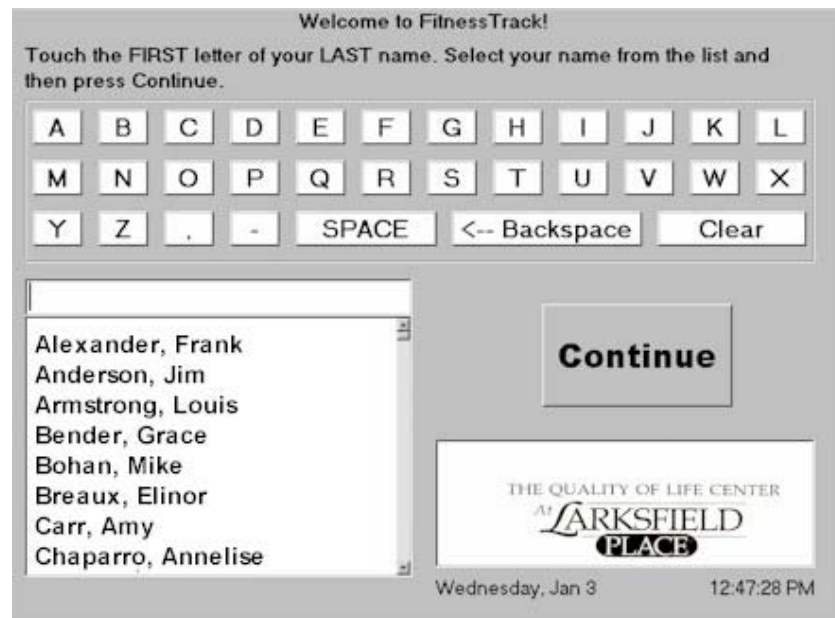 Welcome to FitnessTrack!
Touch the FIRST letter of your LAST name. Select your name from the list and
then press Continue.
A B C D E F G H I J K L
M N O P Q R S T U V W X
Y Z , - SPACE <-- Backspace Clear
Alexander, Frank
Anderson, Jim
Armstrong, Louis
Bender, Grace
Bohan, Mike
Breaux, Elinor
Carr, Amy
Chaparro, Annelise
Continue
THE QUALITY OF LIFE CENTER
At LARKSFIELD
PLACE
Wednesday, Jan 3 12:47:28 PM